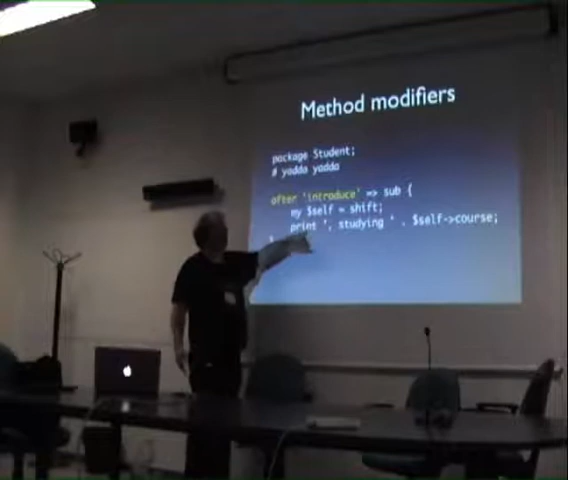 Method modifiers
package Student;
# yadda yadda
after 'introduce' => sub {
my $self = shift;
print ', studying ' . $self->course;